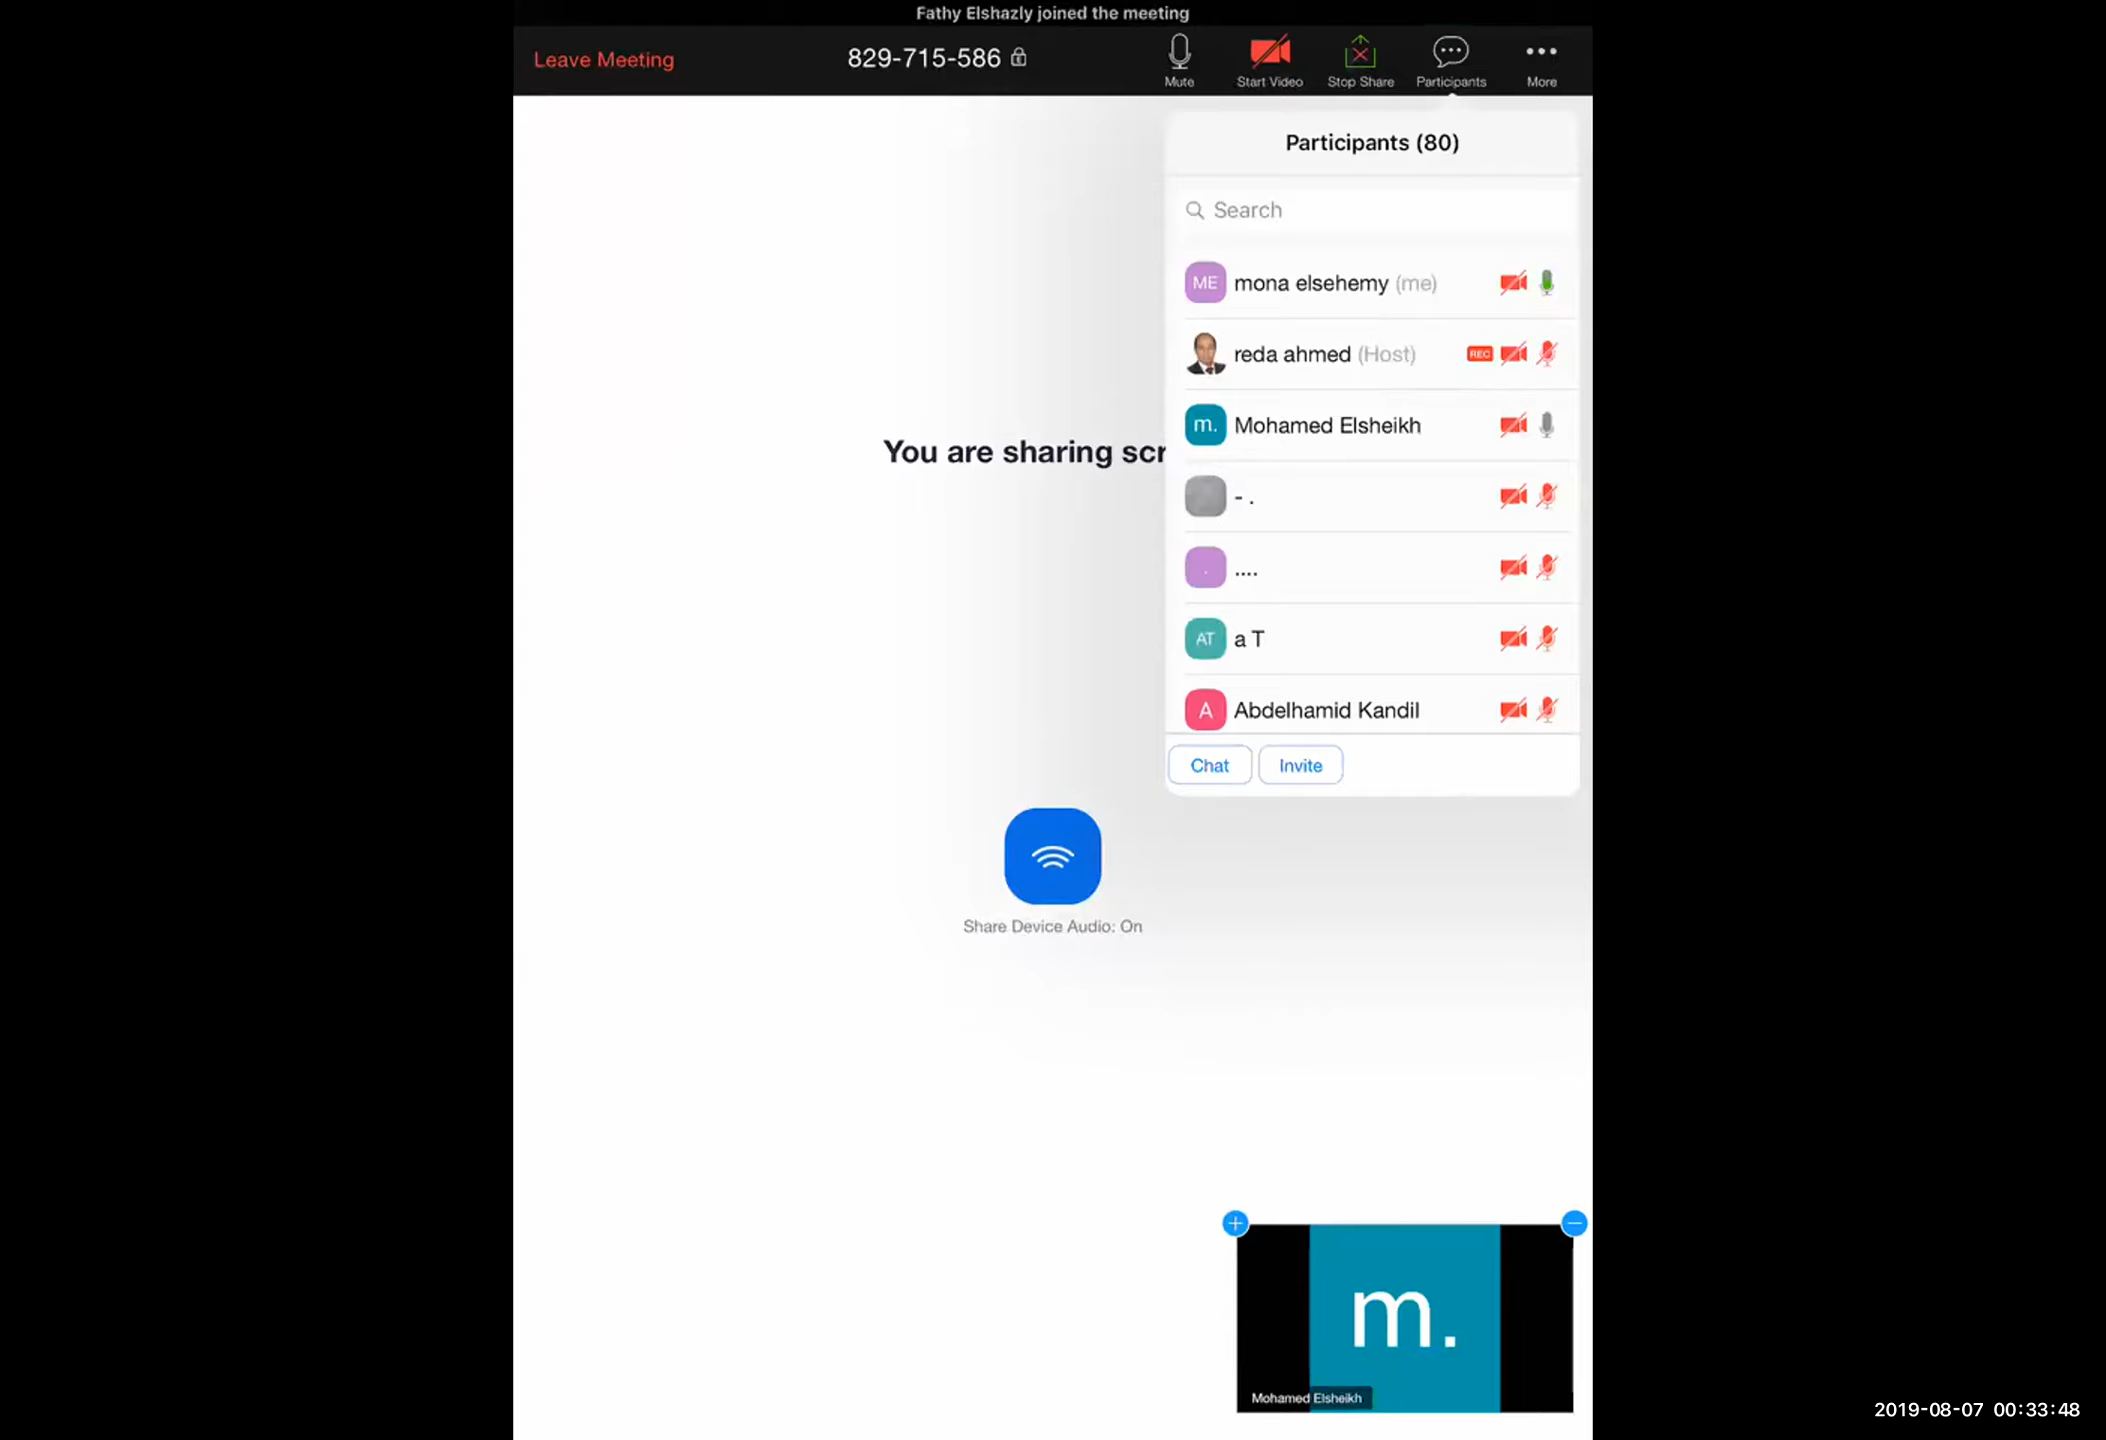 Fathy Elshazly joined the meeting
Leave Meeting
829-715-586
Mute
Start Video
Stop Share
Participants
More
Participants (80)
Search
ME mona elsehemy (me)
reda ahmed (Host) REC
m. Mohamed Elsheikh
- .
. ....
AT a T
A Abdelhamid Kandil
Chat
Invite
You are sharing scr
Share Device Audio: On
m.
Mohamed Elsheikh
2019-08-07 00:33:48